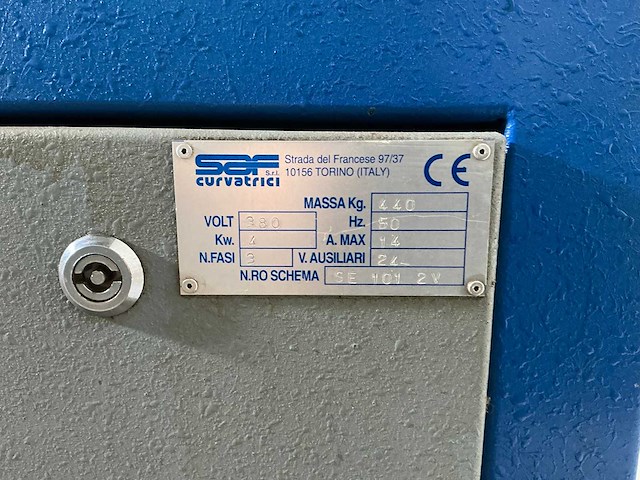 saf S.r.l. curvatrici
Strada del Francese 97/37
10156 TORINO (ITALY)
CE
MASSA Kg. 440
VOLT 380 Hz. 50
Kw. 4 A. MAX 14
N.FASI 3 V. AUSILIARI 24
N.RO SCHEMA SE 101 2V